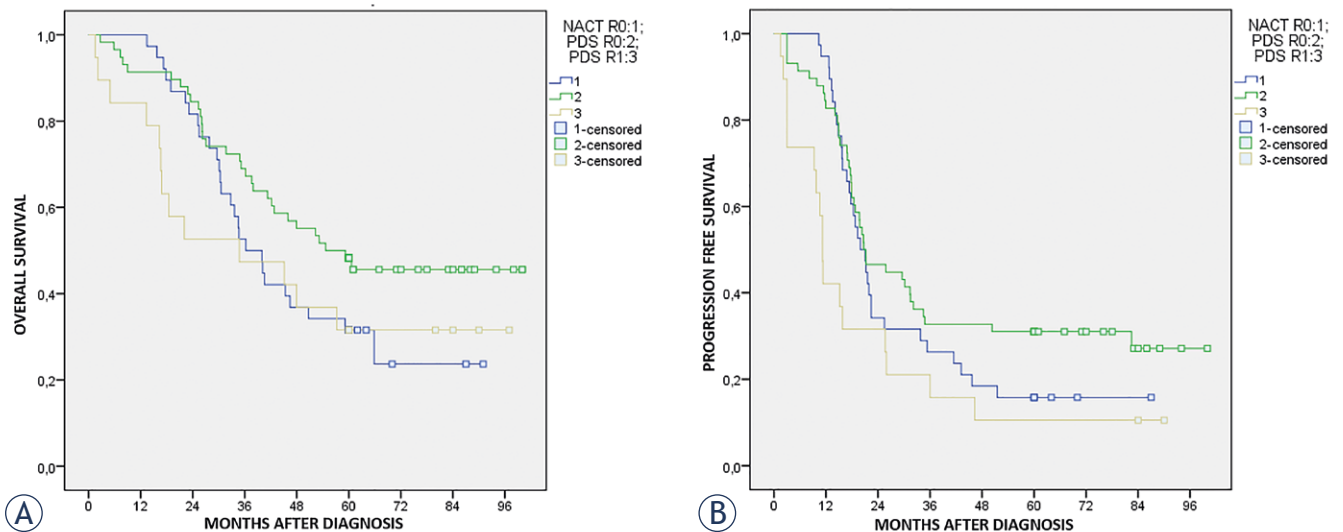 1,0
0,8
0,6
0,4
0,2
0,0
OVERALL SURVIVAL
0 12 24 36 48 60 72 84 96
MONTHS AFTER DIAGNOSIS
A
NACT R0:1;
PDS R0:2;
PDS R1:3
1
2
3
1-censored
2-censored
3-censored
1,0
0,8
0,6
0,4
0,2
0,0
PROGRESSION FREE SURVIVAL
0 12 24 36 48 60 72 84 96
MONTHS AFTER DIAGNOSIS
B
NACT R0:1;
PDS R0:2;
PDS R1:3
1
2
3
1-censored
2-censored
3-censored